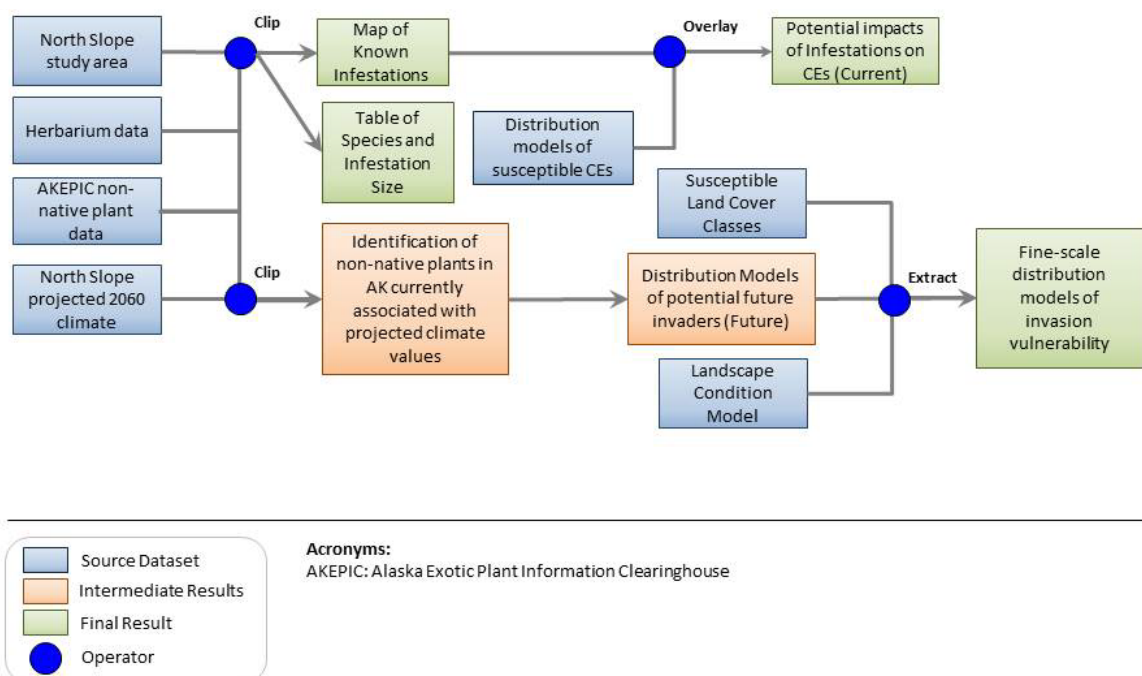 North Slope
study area
Clip
Map of
Known
Infestations
Overlay
Potential impacts
of Infestations on
CEs (Current)
Herbarium data
Table of
Species and
Infestation
Size
Distribution
models of
susceptible CEs
AKEPIC non-
native plant
data
Susceptible
Land Cover
Classes
North Slope
projected 2060
climate
Clip
Identification of
non-native plants in
AK currently
associated with
projected climate
values
Distribution Models
of potential future
invaders (Future)
Extract
Fine-scale
distribution
models of
invasion
vulnerability
Landscape
Condition
Model
Source Dataset
Intermediate Results
Final Result
Operator
Acronyms:
AKEPIC: Alaska Exotic Plant Information Clearinghouse